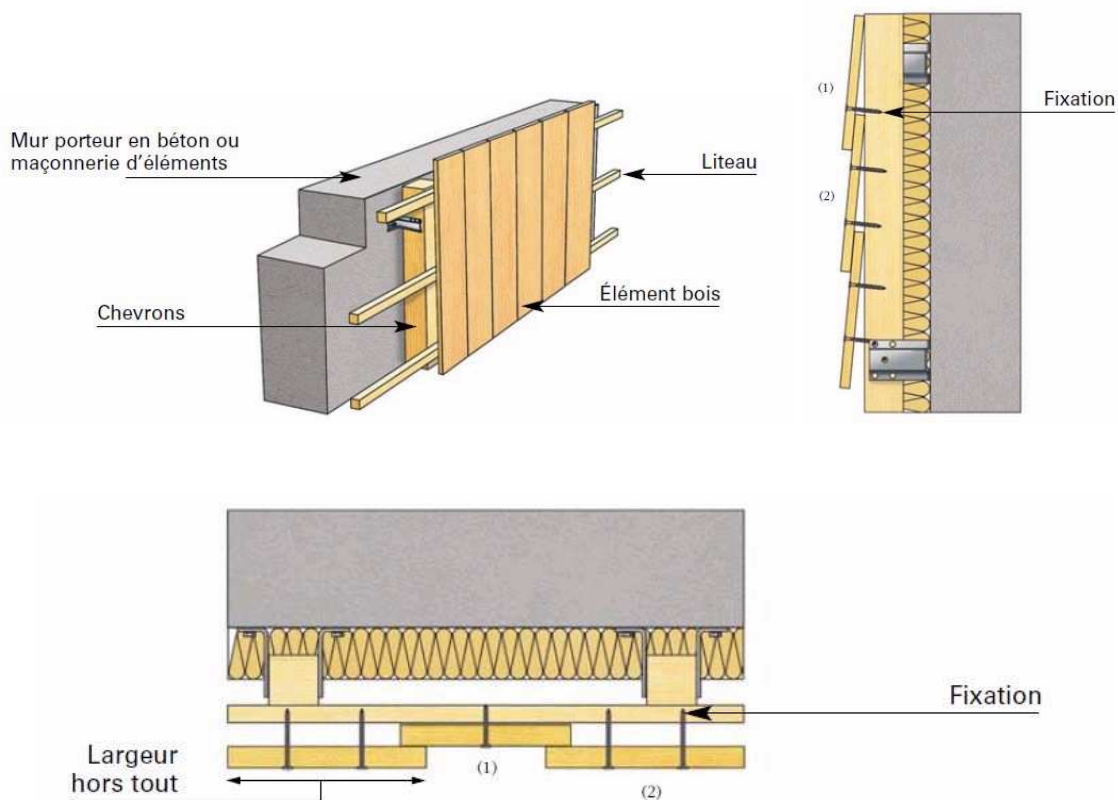 Mur porteur en béton ou
maçonnerie d'éléments
Liteau
Chevrons
Élément bois
(1)
Fixation
(2)
Fixation
Largeur
hors tout
(1)
(2)